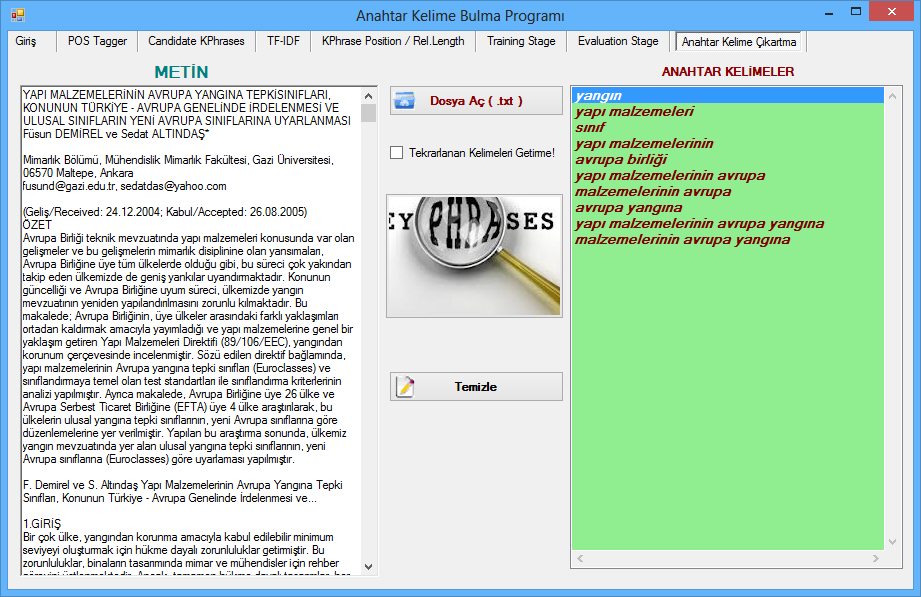 Anahtar Kelime Bulma Programı
Giriş
POS Tagger
Candidate KPhrases
TF-IDF
KPhrase Position / Rel.Length
Training Stage
Evaluation Stage
Anahtar Kelime Çıkartma
METİN
YAPI MALZEMELERİNİN AVRUPA YANGINA TEPKİSINIFLARI,
KONUNUN TÜRKİYE - AVRUPA GENELİNDE İRDELENMESİ VE
ULUSAL SINIFLARIN YENİ AVRUPA SINIFLARINA UYARLANMASI
Füsun DEMİREL ve Sedat ALTINDAŞ*
Mimarlık Bölümü, Mühendislik Mimarlık Fakültesi, Gazi Üniversitesi,
06570 Maltepe, Ankara
fusund@gazi.edu.tr, sedatdas@yahoo.com
(Geliş/Received: 24.12.2004; Kabul/Accepted: 26.08.2005)
ÖZET
Avrupa Birliği teknik mevzuatında yapı malzemeleri konusunda var olan
gelişmeler ve bu gelişmelerin mimarlık disiplinine olan yansımaları,
Avrupa Birliğine üye tüm ülkelerde olduğu gibi, bu süreci çok yakından
takip eden ülkemizde de geniş yankılar uyandırmaktadır. Konunun
güncelliği ve Avrupa Birliğine uyum süreci, ülkemizde yangın
mevzuatının yeniden yapılandırılmasını zorunlu kılmaktadır. Bu
makalede; Avrupa Birliğinin, üye ülkeler arasındaki farklı yaklaşımları
ortadan kaldırmak amacıyla yayımladığı ve yapı malzemelerine genel bir
yaklaşım getiren Yapı Malzemeleri Direktifi (89/106/EEC), yangından
korunum çerçevesinde incelenmiştir. Sözü edilen direktif bağlamında,
yapı malzemelerinin Avrupa yangına tepki sınıfları (Euroclasses) ve
sınıflandırmaya temel olan test standartları ile sınıflandırma kriterlerinin
analizi yapılmıştır. Ayrıca makalede, Avrupa Birliğine üye 26 ülke ve
Avrupa Serbest Ticaret Birliğine (EFTA) üye 4 ülke araştırılarak, bu
ülkelerin ulusal yangına tepki sınıflarının, yeni Avrupa sınıflarına göre
düzenlemelerine yer verilmiştir. Yapılan bu araştırma sonunda, ülkemiz
yangın mevzuatında yer alan ulusal yangına tepki sınıflarının, yeni
Avrupa sınıflarına (Euroclasses) göre uyarlaması yapılmıştır.
F. Demirel ve S. Altındaş Yapı Malzemelerinin Avrupa Yangına Tepki
Sınıfları, Konunun Türkiye - Avrupa Genelinde İrdelenmesi ve...
1.GİRİŞ
Bir çok ülke, yangından korunma amacıyla kabul edilebilir minimum
seviyeyi oluşturmak için hükme dayalı zorunluluklar getirmiştir. Bu
zorunluluklar, binaların tasarımında mimar ve mühendisler için rehber
Dosya Aç ( .txt )
Tekrarlanan Kelimeleri Getirme!
EY PHRASES
Temizle
ANAHTAR KELİMELER
yangın
yapı malzemeleri
sınıf
yapı malzemelerinin
avrupa birliği
yapı malzemelerinin avrupa
malzemelerinin avrupa
avrupa yangına
yapı malzemelerinin avrupa yangına
malzemelerinin avrupa yangına